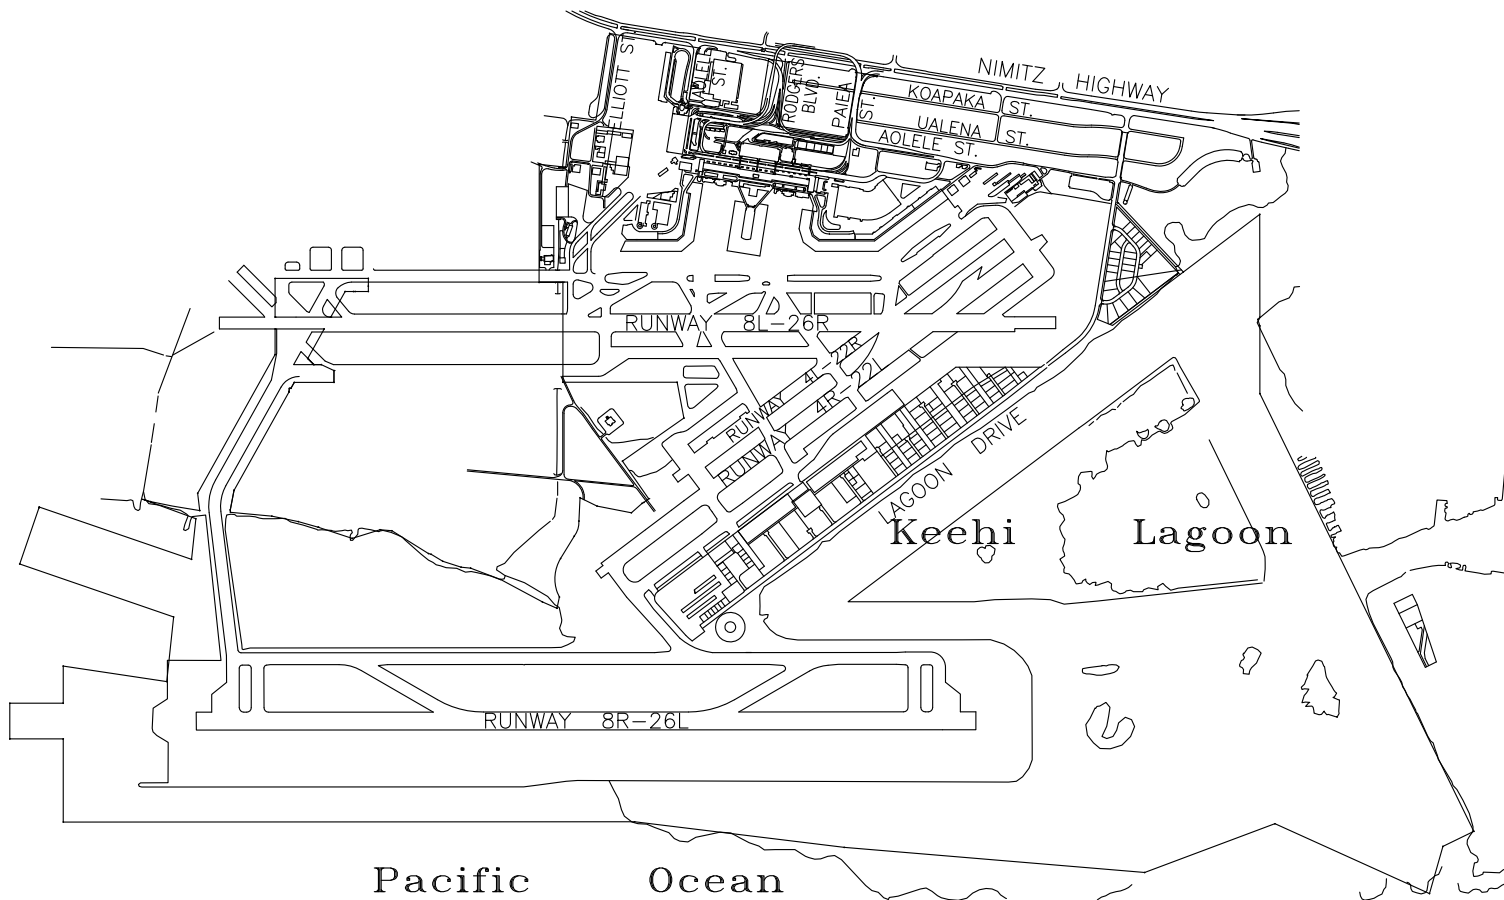 NIMITZ HIGHWAY
ELLIOTT ST.
AOLELE ST.
RODGERS BLVD.
PAIEA ST.
KOAPAKA ST.
UALENA ST.
AOLELE ST.
RUNWAY 8L-26R
RUNWAY 4L-22R
RUNWAY 4R-22L
LAGOON DRIVE
Keehi Lagoon
RUNWAY 8R-26L
Pacific Ocean